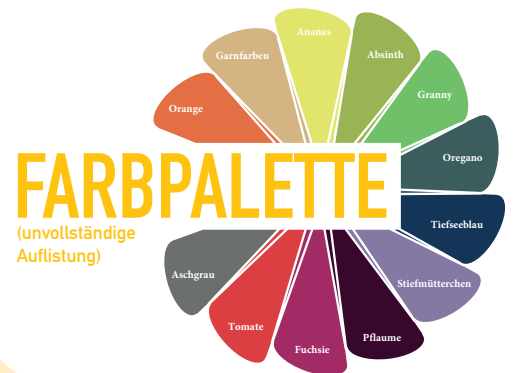 Ananas
Absinth
Garnfarben
Granny
Orange
Oregano
FARBPALETTE
(unvollständige
Auflistung)
Tiefseeblau
Aschgrau
Stiefmütterchen
Tomate
Pflaume
Fuchsie